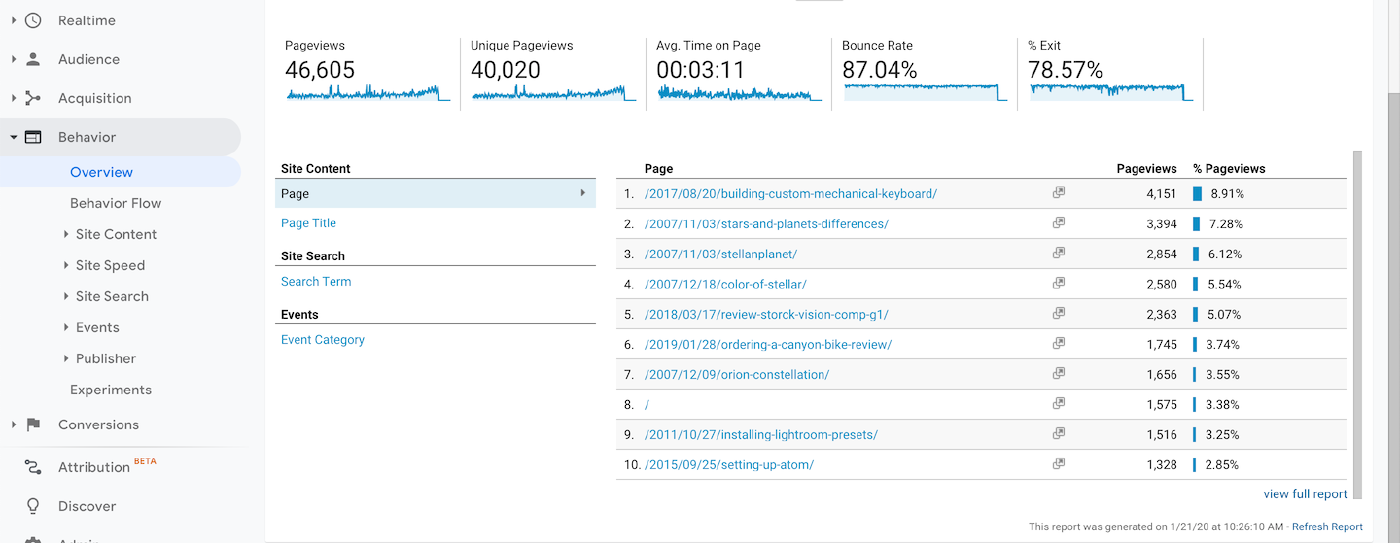 Realtime
Audience
Acquisition
Behavior
Overview
Behavior Flow
Site Content
Site Speed
Site Search
Events
Publisher
Experiments
Conversions
Attribution BETA
Discover
Admin
Pageviews
46,605
Unique Pageviews
40,020
Avg. Time on Page
00:03:11
Bounce Rate
87.04%
% Exit
78.57%
Site Content
Page
Page Title
Site Search
Search Term
Events
Event Category
Page Pageviews % Pageviews
1. /2017/08/20/building-custom-mechanical-keyboard/ 4,151 8.91%
2. /2007/11/03/stars-and-planets-differences/ 3,394 7.28%
3. /2007/11/03/stellanplanet/ 2,854 6.12%
4. /2007/12/18/color-of-stellar/ 2,580 5.54%
5. /2018/03/17/review-storck-vision-comp-g1/ 2,363 5.07%
6. /2019/01/28/ordering-a-canyon-bike-review/ 1,745 3.74%
7. /2007/12/09/orion-constellation/ 1,656 3.55%
8. / 1,575 3.38%
9. /2011/10/27/installing-lightroom-presets/ 1,516 3.25%
10. /2015/09/25/setting-up-atom/ 1,328 2.85%
view full report
This report was generated on 1/21/20 at 10:26:10 AM - Refresh Report